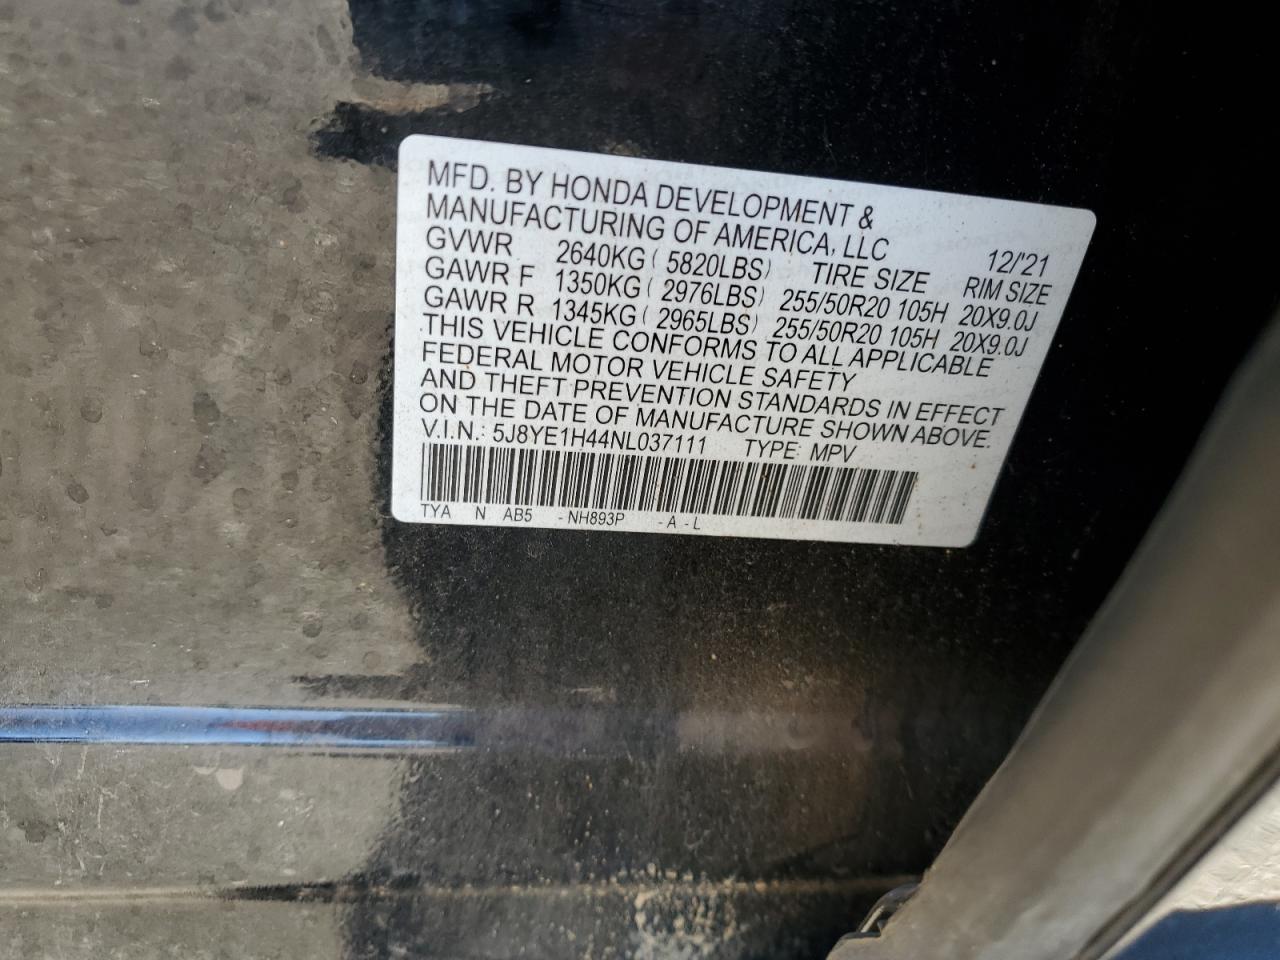 MFD. BY HONDA DEVELOPMENT &
MANUFACTURING OF AMERICA, LLC 12/'21
GVWR 2640KG ( 5820LBS) TIRE SIZE RIM SIZE
GAWR F 1350KG ( 2976LBS) 255/50R20 105H 20X9.0J
GAWR R 1345KG ( 2965LBS) 255/50R20 105H 20X9.0J
THIS VEHICLE CONFORMS TO ALL APPLICABLE
FEDERAL MOTOR VEHICLE SAFETY
AND THEFT PREVENTION STANDARDS IN EFFECT
ON THE DATE OF MANUFACTURE SHOWN ABOVE.
V.I.N.: 5J8YE1H44NL037111 TYPE: MPV
TYA N AB5 - NH893P - A - L